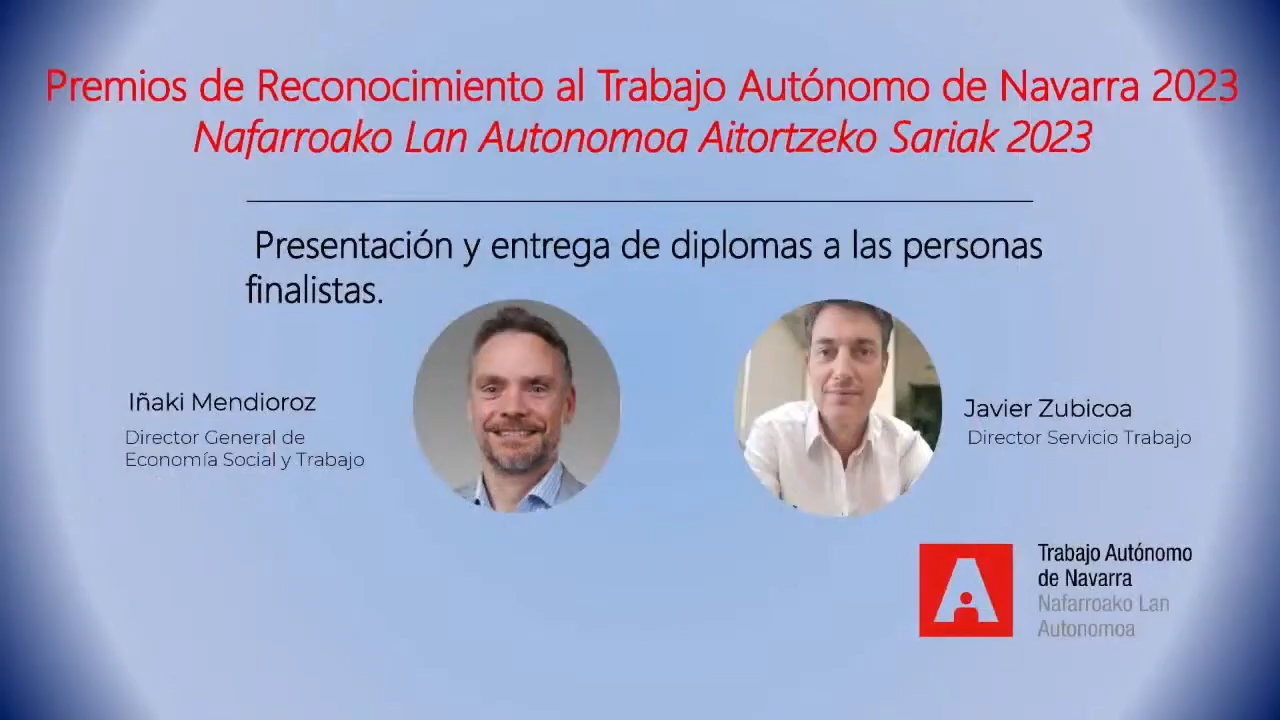 Premios de Reconocimiento al Trabajo Autónomo de Navarra 2023
Nafarroako Lan Autonomoa Aitortzeko Sariak 2023
Presentación y entrega de diplomas a las personas
finalistas.
Iñaki Mendioroz
Director General de
Economía Social y Trabajo
Javier Zubicoa
Director Servicio Trabajo
A
Trabajo Autónomo
de Navarra
Nafarroako Lan
Autonomoa